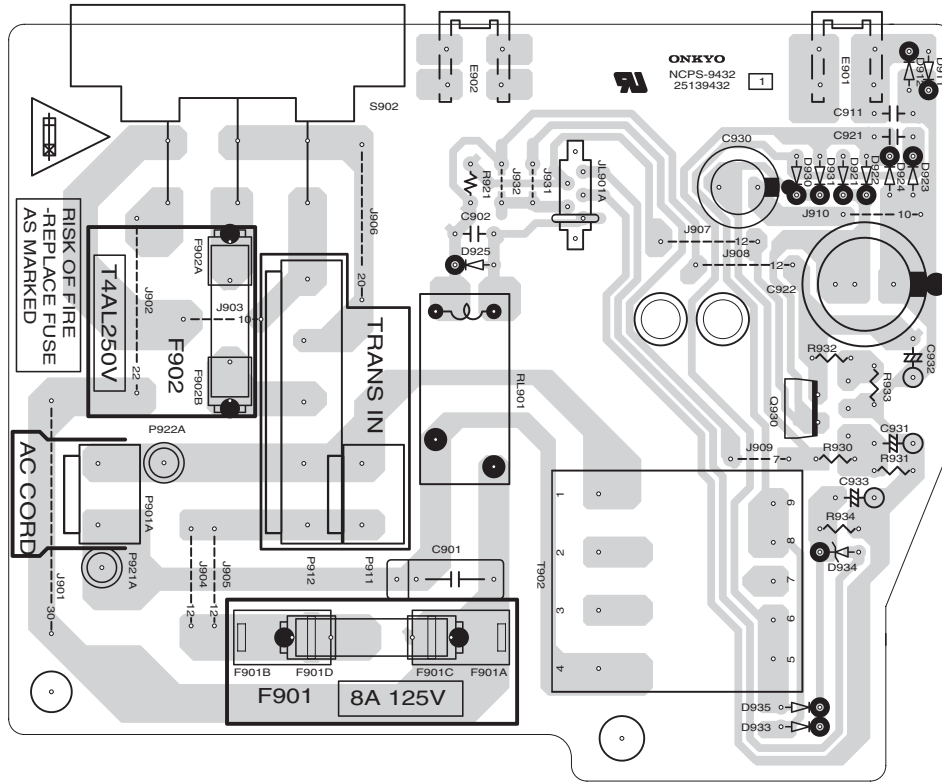 S902
E902
ONKYO
NCPS-9432
25139432
1
E901
D912
D911
C911
C921
C930
D930
D931
D922
D924
D923
J910
10
R921
J932
J931
JL901A
C902
D925
J906
20
J907
12
J908
12
C922
RISK OF FIRE
-REPLACE FUSE
AS MARKED
T4AL250V
J902
22
F902A
J903
10
F902
F902B
TRANS IN
RL901
R932
C932
R933
Q930
C931
J909
7
R930
R931
C933
R934
D934
AC CORD
P922A
P901A
P921A
J901
30
J904
12
J905
12
P912
P911
C901
T902
1
2
3
4
9
8
7
6
5
F901B
F901D
F901C
F901A
F901
8A 125V
D935
D933